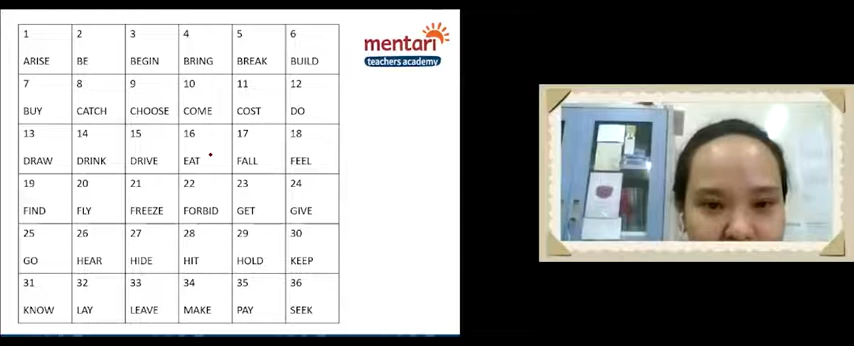 1 2 3 4 5 6
ARISE BE BEGIN BRING BREAK BUILD
7 8 9 10 11 12
BUY CATCH CHOOSE COME COST DO
13 14 15 16 17 18
DRAW DRINK DRIVE EAT FALL FEEL
19 20 21 22 23 24
FIND FLY FREEZE FORBID GET GIVE
25 26 27 28 29 30
GO HEAR HIDE HIT HOLD KEEP
31 32 33 34 35 36
KNOW LAY LEAVE MAKE PAY SEEK
mentari
teachers academy